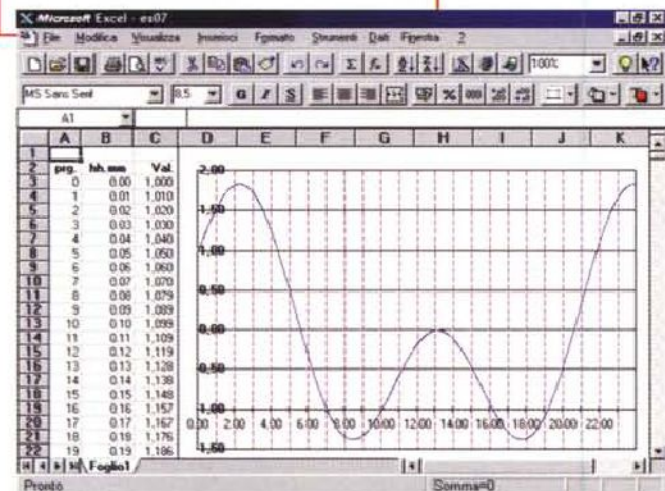 Microsoft Excel - es07
File Modifica Visualizza Inserisci Formato Strumenti Dati Finestra ?
100%
MS Sans Serif 8,5 G I S % 000
A1
A B C D E F G H I J K
1
2 prg. hh.mm Val. 2,00
3 0 0.00 1,000
4 1 0.01 1,010
5 2 0.02 1,020 1,50
6 3 0.03 1,030
7 4 0.04 1,040 1,00
8 5 0.05 1,050
9 6 0.06 1,060
10 7 0.07 1,070 0,50
11 8 0.08 1,079
12 9 0.09 1,089
13 10 0.10 1,099 0,00
14 11 0.11 1,109
15 12 0.12 1,119
16 13 0.13 1,128 -0,50
17 14 0.14 1,138
18 15 0.15 1,148
19 16 0.16 1,157 -1,00
20 17 0.17 1,167 0.00 2.00 4.00 6.00 8.00 10.00 12.00 14.00 16.00 18.00 20.00 22.00
21 18 0.18 1,176
22 19 0.19 1,186 -1,50
Foglio1
Pronto Somma=0